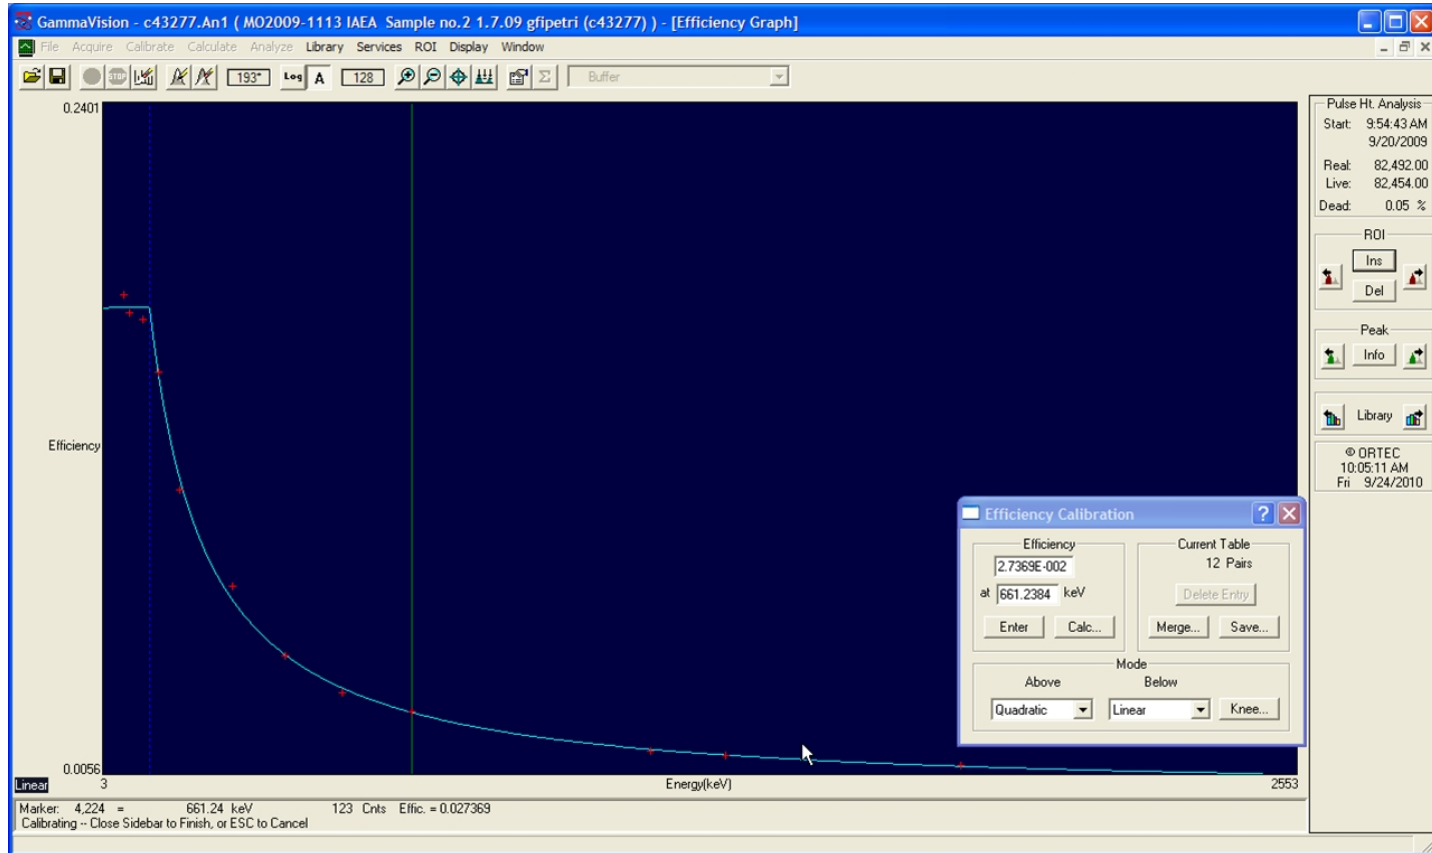 GammaVision - c43277.An1 ( MO2009-1113 IAEA Sample no.2 1.7.09 gfipetri (c43277) ) - [Efficiency Graph]
File Acquire Calibrate Calculate Analyze Library Services ROI Display Window
STOP 193" Log A 128 Σ Buffer
0.2401
Efficiency
0.0056
Linear
3
Energy(keV)
2553
Pulse Ht. Analysis
Start: 9:54:43 AM
9/20/2009
Real: 82,492.00
Live: 82,454.00
Dead: 0.05 %
ROI
Ins
Del
Peak
Info
Library
© ORTEC
10:05:11 AM
Fri 9/24/2010
Efficiency Calibration
Efficiency
2.7369E-002
at 661.2384 keV
Enter Calc...
Current Table
12 Pairs
Delete Entry
Merge... Save...
Mode
Above Below
Quadratic Linear Knee...
Marker: 4,224 = 661.24 keV 123 Cnts Effic. = 0.027369
Calibrating -- Close Sidebar to Finish, or ESC to Cancel